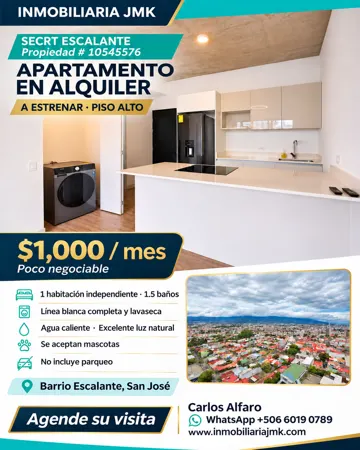 INMOBILIARIA JMK
SECRT ESCALANTE
Propiedad # 10545576
APARTAMENTO
EN ALQUILER
A ESTRENAR · PISO ALTO
$1,000 / mes
Poco negociable
1 habitación independiente · 1.5 baños
Línea blanca completa y lavaseca
Agua caliente · Excelente luz natural
Se aceptan mascotas
No incluye parqueo
Barrio Escalante, San José
Agende su visita
Carlos Alfaro
WhatsApp +506 6019 0789
www.inmobiliariajmk.com